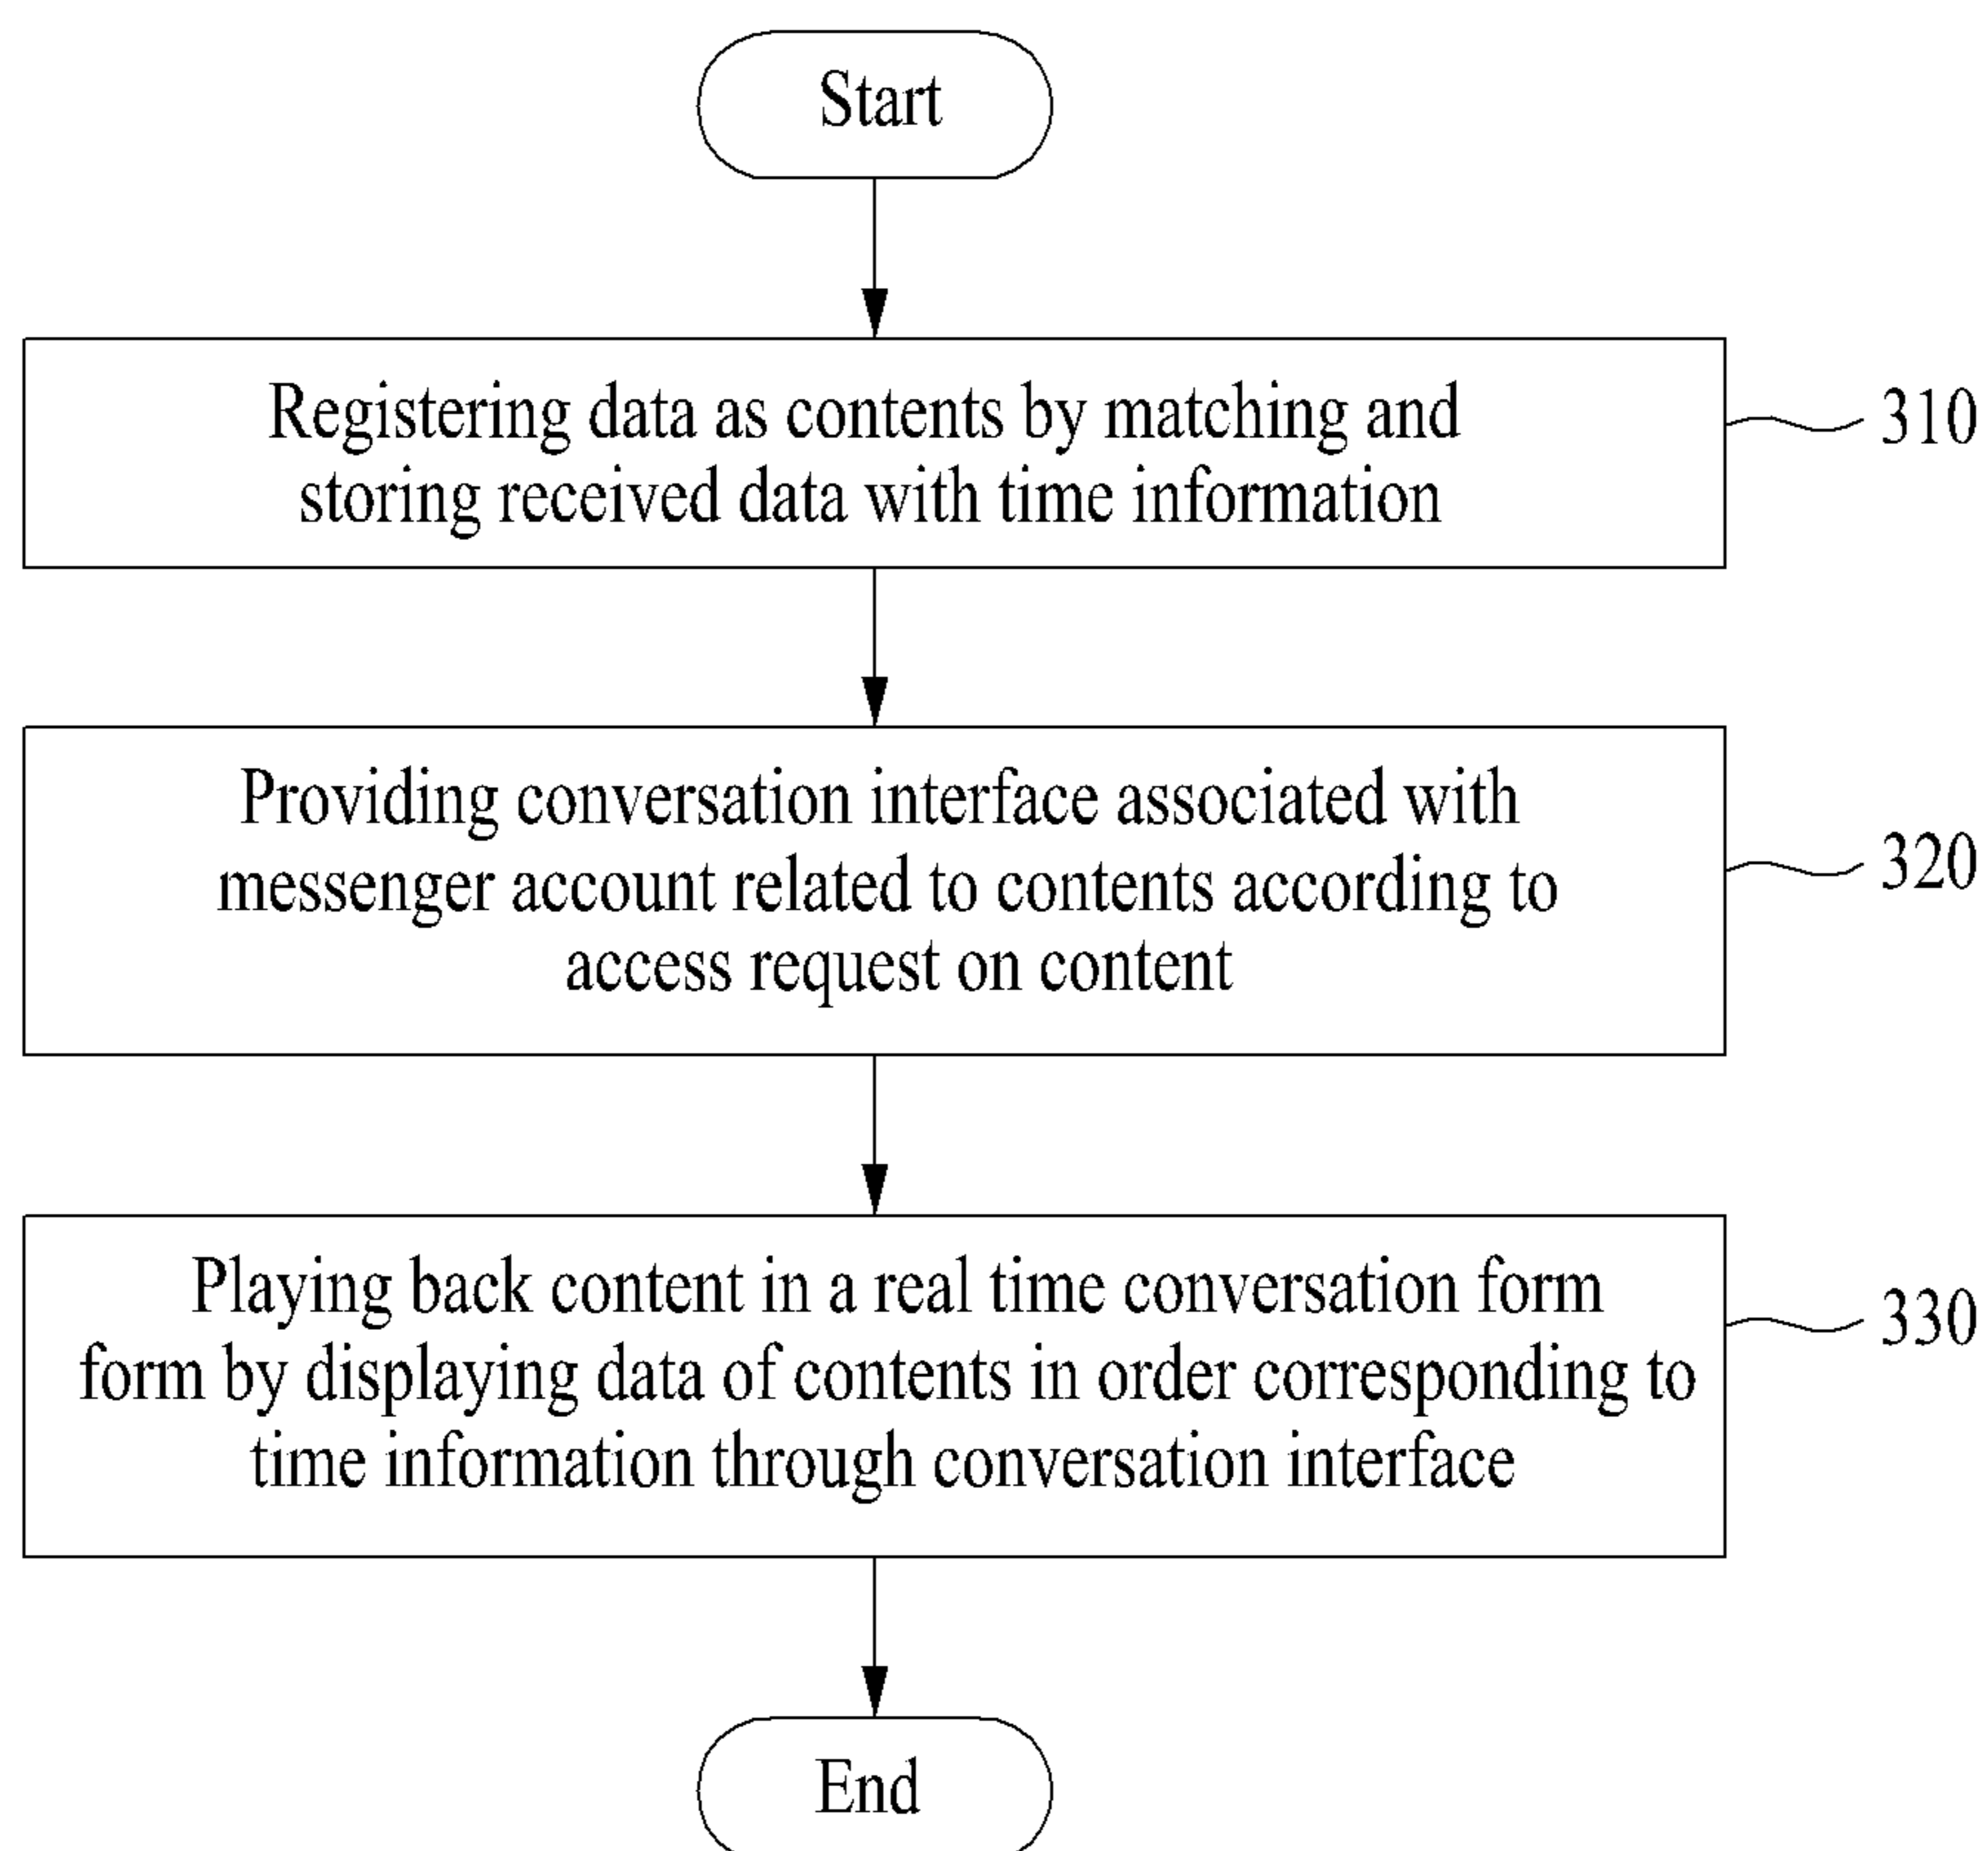 Start
Registering data as contents by matching and
storing received data with time information
310
Providing conversation interface associated with
messenger account related to contents according to
access request on content
320
Playing back content in a real time conversation form
form by displaying data of contents in order corresponding to
time information through conversation interface
330
End